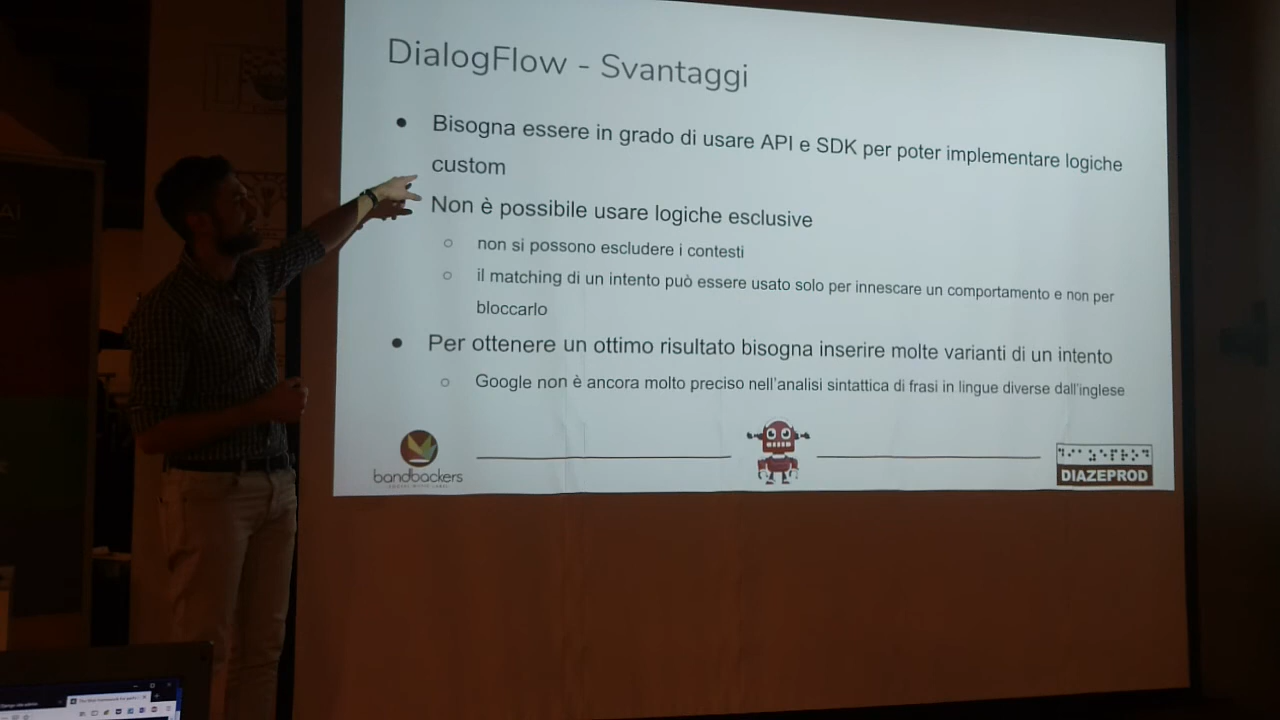 DialogFlow - Svantaggi
● Bisogna essere in grado di usare API e SDK per poter implementare logiche
custom
Non è possibile usare logiche esclusive
○ non si possono escludere i contesti
○ il matching di un intento può essere usato solo per innescare un comportamento e non per
bloccarlo
● Per ottenere un ottimo risultato bisogna inserire molte varianti di un intento
○ Google non è ancora molto preciso nell'analisi sintattica di frasi in lingue diverse dall'inglese
bandbackers
DIAZEPROD